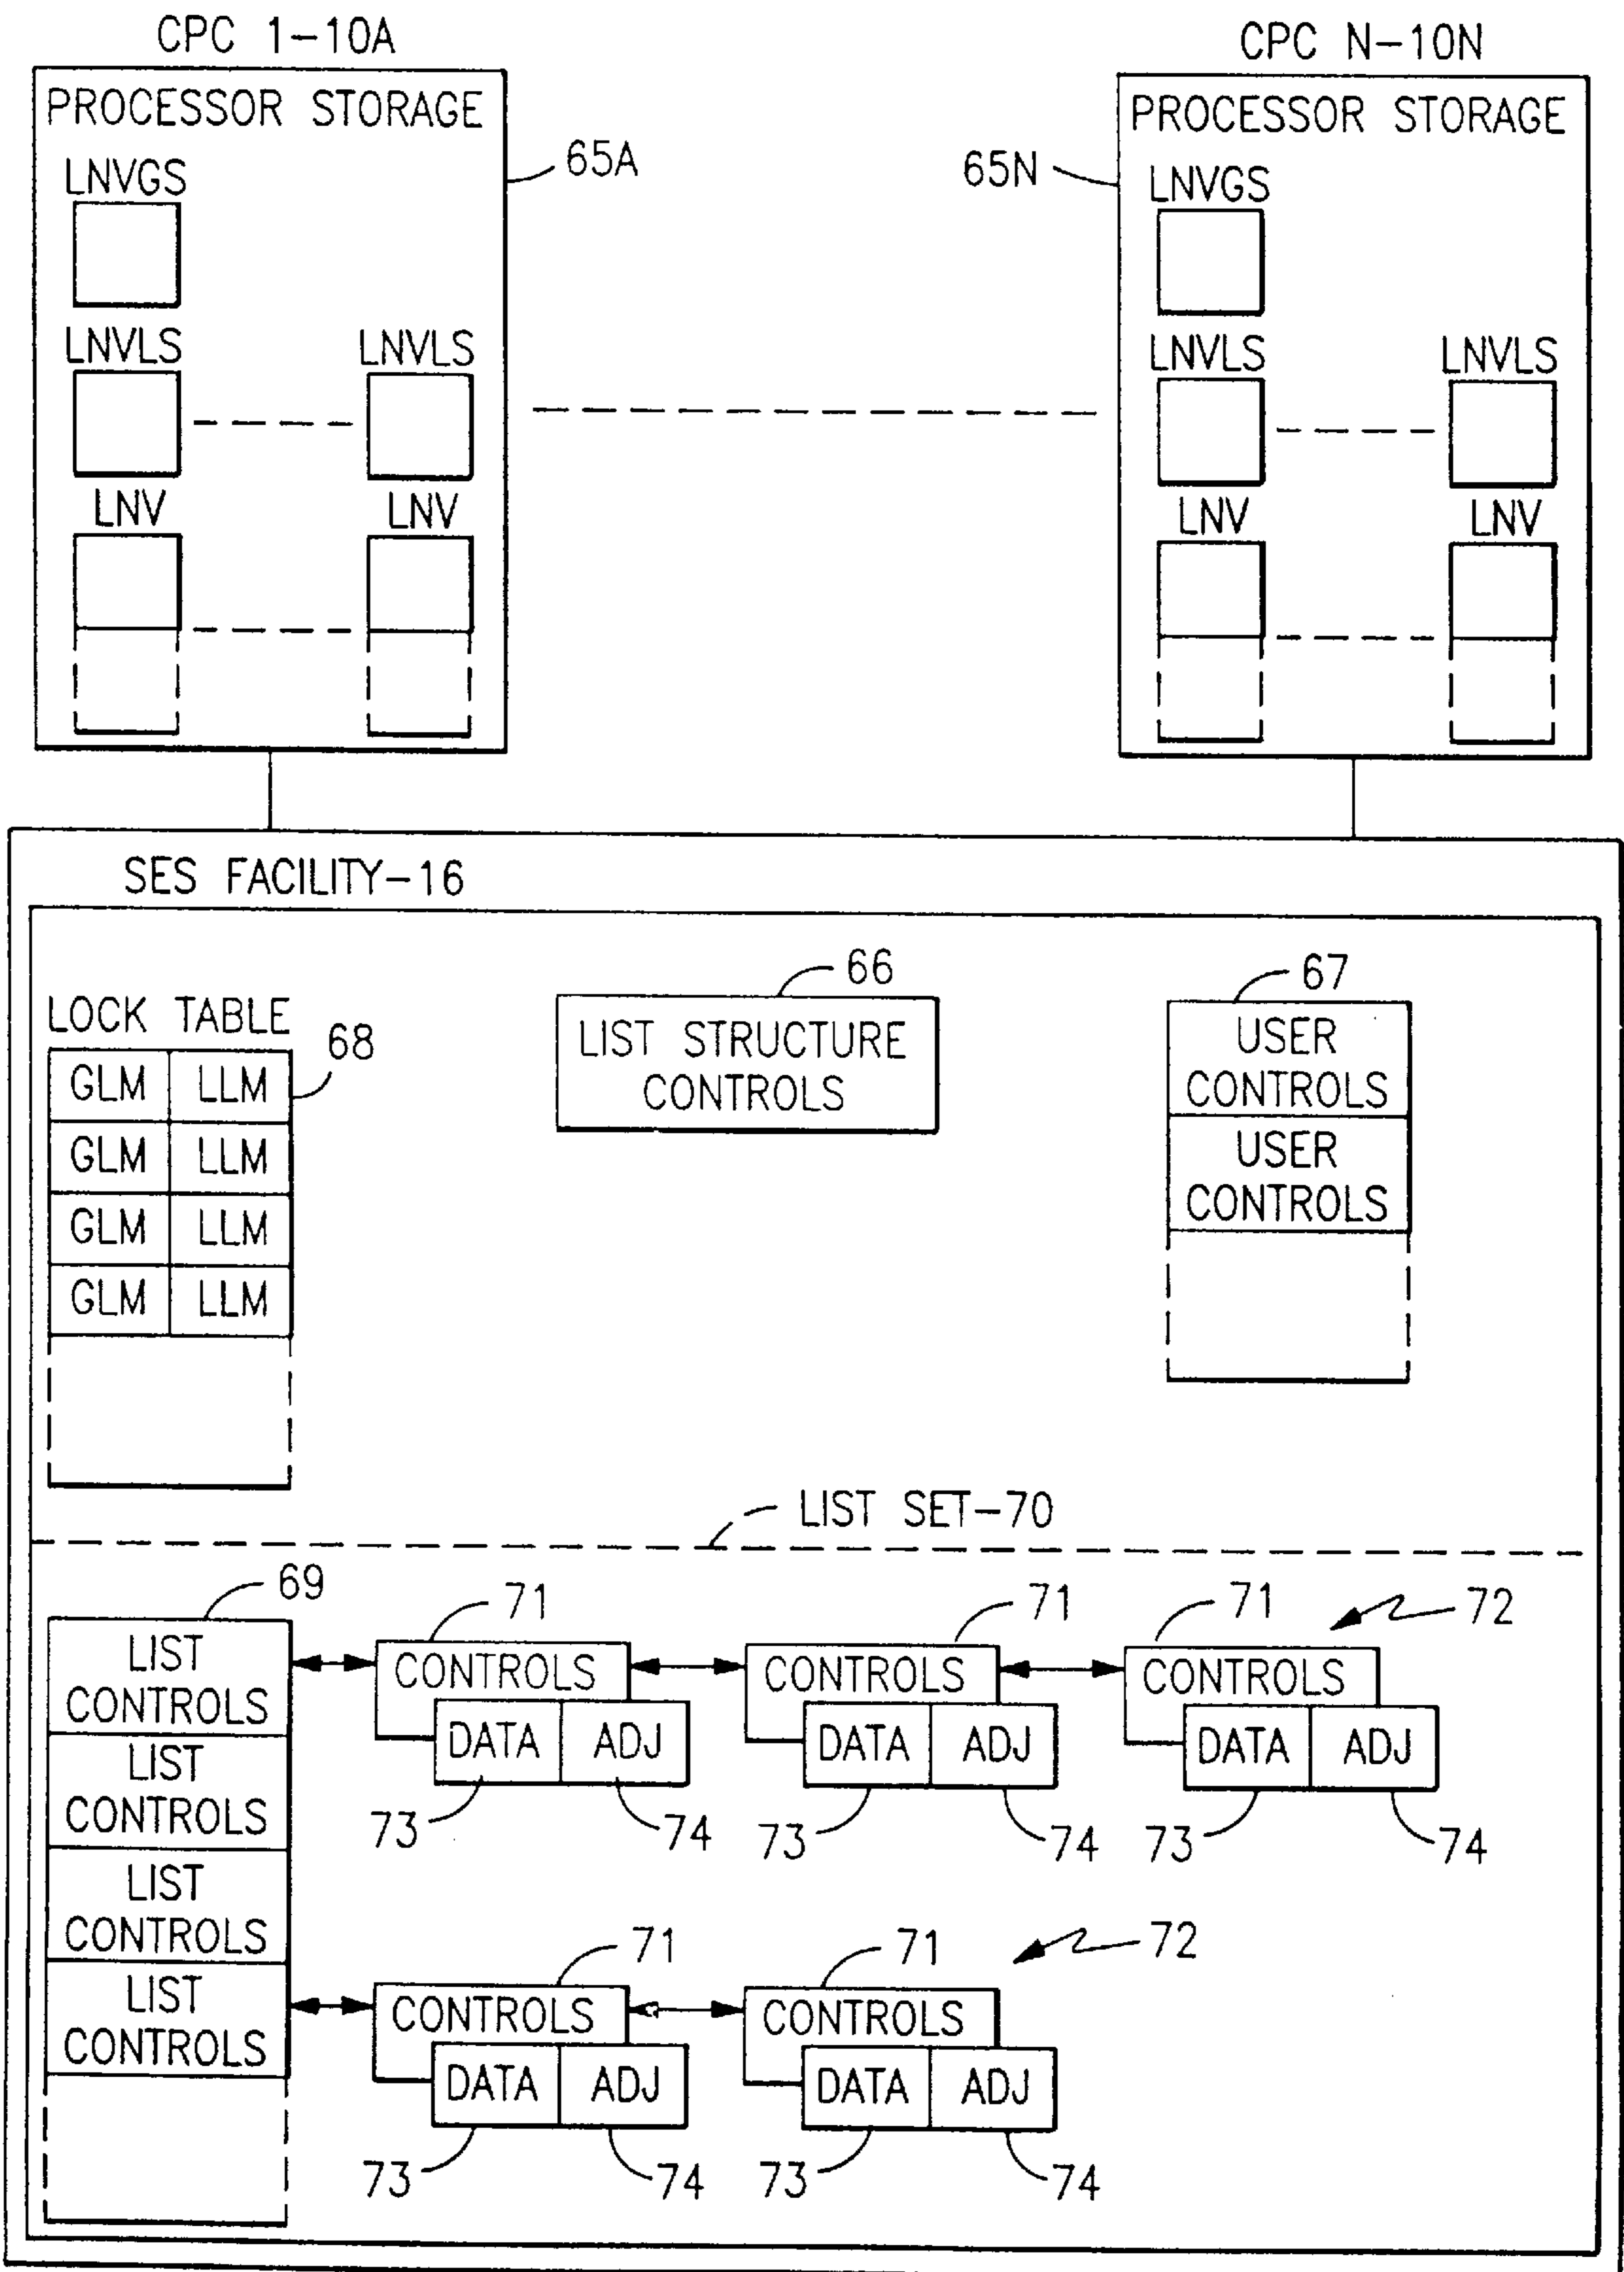 CPC 1-10A
CPC N-10N
PROCESSOR STORAGE
PROCESSOR STORAGE
65A
65N
LNVGS
LNVGS
LNVLS
LNVLS
LNVLS
LNVLS
LNV
LNV
LNV
LNV
SES FACILITY-16
66
67
LOCK TABLE
68
LIST STRUCTURE
CONTROLS
USER
CONTROLS
USER
CONTROLS
GLM LLM
GLM LLM
GLM LLM
GLM LLM
LIST SET-70
69
71
71
71
72
LIST
CONTROLS
CONTROLS
CONTROLS
CONTROLS
DATA ADJ
DATA ADJ
DATA ADJ
LIST
CONTROLS
73
74
73
74
73
74
LIST
CONTROLS
71
71
72
LIST
CONTROLS
CONTROLS
CONTROLS
DATA ADJ
DATA ADJ
73
74
73
74